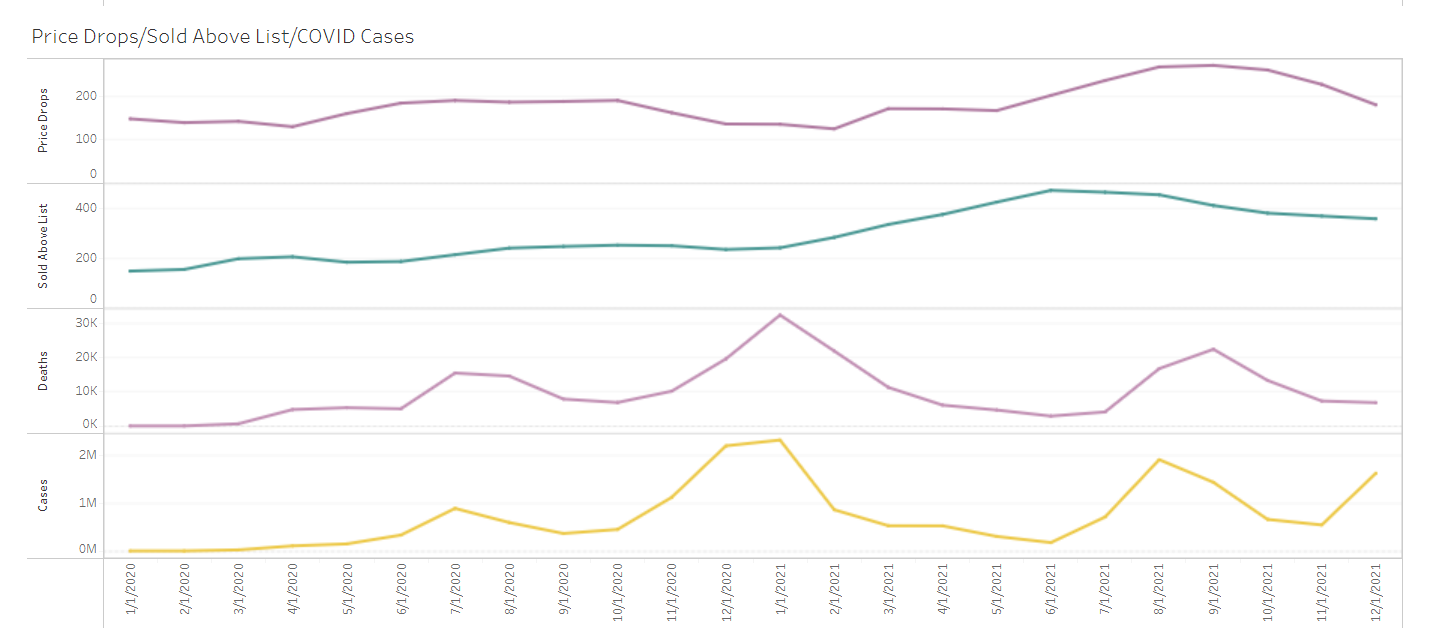 Price Drops/Sold Above List/COVID Cases
Price Drops
200
100
0
Sold Above List
400
200
0
Deaths
30K
20K
10K
0K
Cases
2M
1M
0M
1/1/2020
2/1/2020
3/1/2020
4/1/2020
5/1/2020
6/1/2020
7/1/2020
8/1/2020
9/1/2020
10/1/2020
11/1/2020
12/1/2020
1/1/2021
2/1/2021
3/1/2021
4/1/2021
5/1/2021
6/1/2021
7/1/2021
8/1/2021
9/1/2021
10/1/2021
11/1/2021
12/1/2021